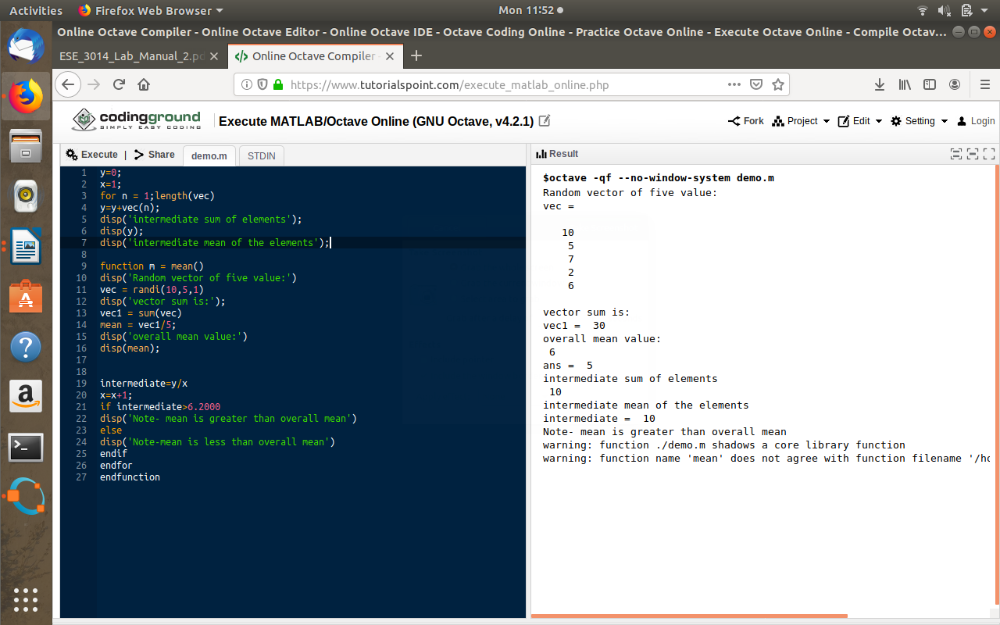 Activities Firefox Web Browser Mon 11:52
Online Octave Compiler - Online Octave Editor - Online Octave IDE - Octave Coding Online - Practice Octave Online - Execute Octave Online - Compile Octav...
ESE_3014_Lab_Manual_2.pd Online Octave Compiler -
https://www.tutorialspoint.com/execute_matlab_online.php
codingground
SIMPLY EASY CODING
Execute MATLAB/Octave Online (GNU Octave, v4.2.1)
Fork Project Edit Setting Login
Execute | Share demo.m STDIN
1 y=0;
2 x=1;
3 for n = 1;length(vec)
4 y=y+vec(n);
5 disp('intermediate sum of elements');
6 disp(y);
7 disp('intermediate mean of the elements');
8
9 function m = mean()
10 disp('Random vector of five value:')
11 vec = randi(10,5,1)
12 disp('vector sum is:');
13 vec1 = sum(vec)
14 mean = vec1/5;
15 disp('overall mean value:')
16 disp(mean);
17
18
19 intermediate=y/x
20 x=x+1;
21 if intermediate>6.2000
22 disp('Note- mean is greater than overall mean')
23 else
24 disp('Note-mean is less than overall mean')
25 endif
26 endfor
27 endfunction
Result
$octave -qf --no-window-system demo.m
Random vector of five value:
vec =
10
5
7
2
6
vector sum is:
vec1 =  30
overall mean value:
6
ans =  5
intermediate sum of elements
10
intermediate mean of the elements
intermediate =  10
Note- mean is greater than overall mean
warning: function ./demo.m shadows a core library function
warning: function name 'mean' does not agree with function filename '/ho